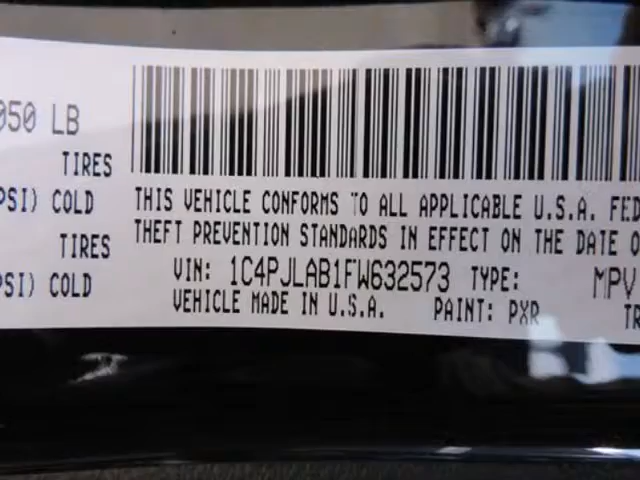 050 LB
TIRES
PSI) COLD
TIRES
PSI) COLD
THIS VEHICLE CONFORMS TO ALL APPLICABLE U.S.A. FED
THEFT PREVENTION STANDARDS IN EFFECT ON THE DATE O
VIN: 1C4PJLAB1FW632573 TYPE: MPV
VEHICLE MADE IN U.S.A. PAINT: PXR TR